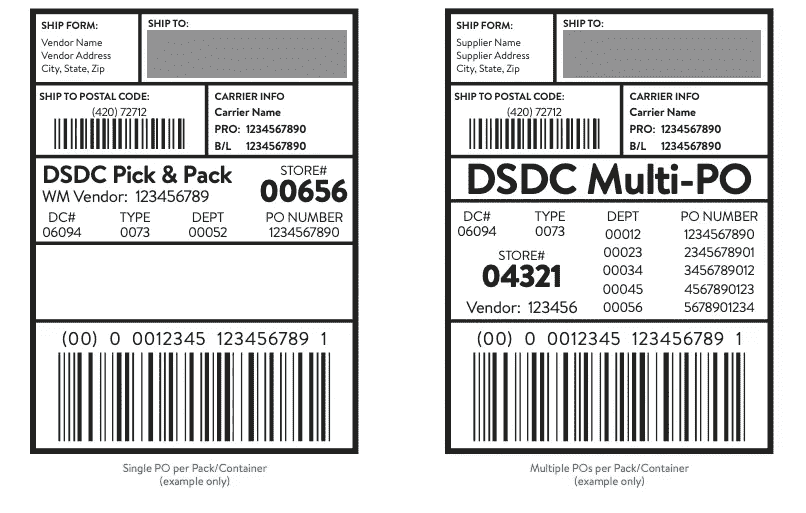 SHIP FORM:
Vendor Name
Vendor Address
City, State, Zip
SHIP TO:
SHIP TO POSTAL CODE:
(420) 72712
CARRIER INFO
Carrier Name
PRO: 1234567890
B/L 1234567890
DSDC Pick & Pack
WM Vendor: 123456789
STORE#
00656
DC# TYPE DEPT PO NUMBER
06094 0073 00052 1234567890
(00) 0 0012345 123456789 1
Single PO per Pack/Container
(example only)
SHIP FORM:
Supplier Name
Supplier Address
City, State, Zip
SHIP TO:
SHIP TO POSTAL CODE:
(420) 72712
CARRIER INFO
Carrier Name
PRO: 1234567890
B/L 1234567890
DSDC Multi-PO
DC# TYPE
06094 0073
STORE#
04321
Vendor: 123456
DEPT PO NUMBER
00012 1234567890
00023 2345678901
00034 3456789012
00045 4567890123
00056 5678901234
(00) 0 0012345 123456789 1
Multiple POs per Pack/Container
(example only)